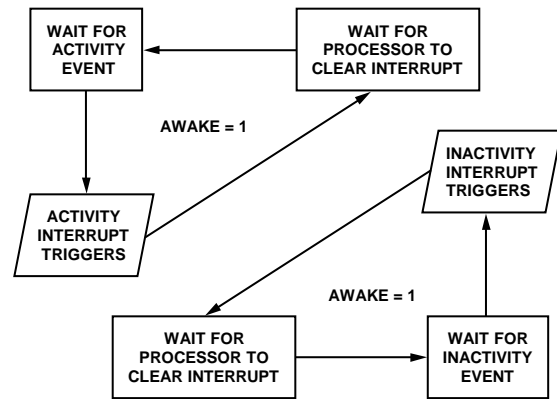 WAIT FOR
ACTIVITY
EVENT
WAIT FOR
PROCESSOR TO
CLEAR INTERRUPT
AWAKE = 1
ACTIVITY
INTERRUPT
TRIGGERS
INACTIVITY
INTERRUPT
TRIGGERS
AWAKE = 1
WAIT FOR
PROCESSOR TO
CLEAR INTERRUPT
WAIT FOR
INACTIVITY
EVENT